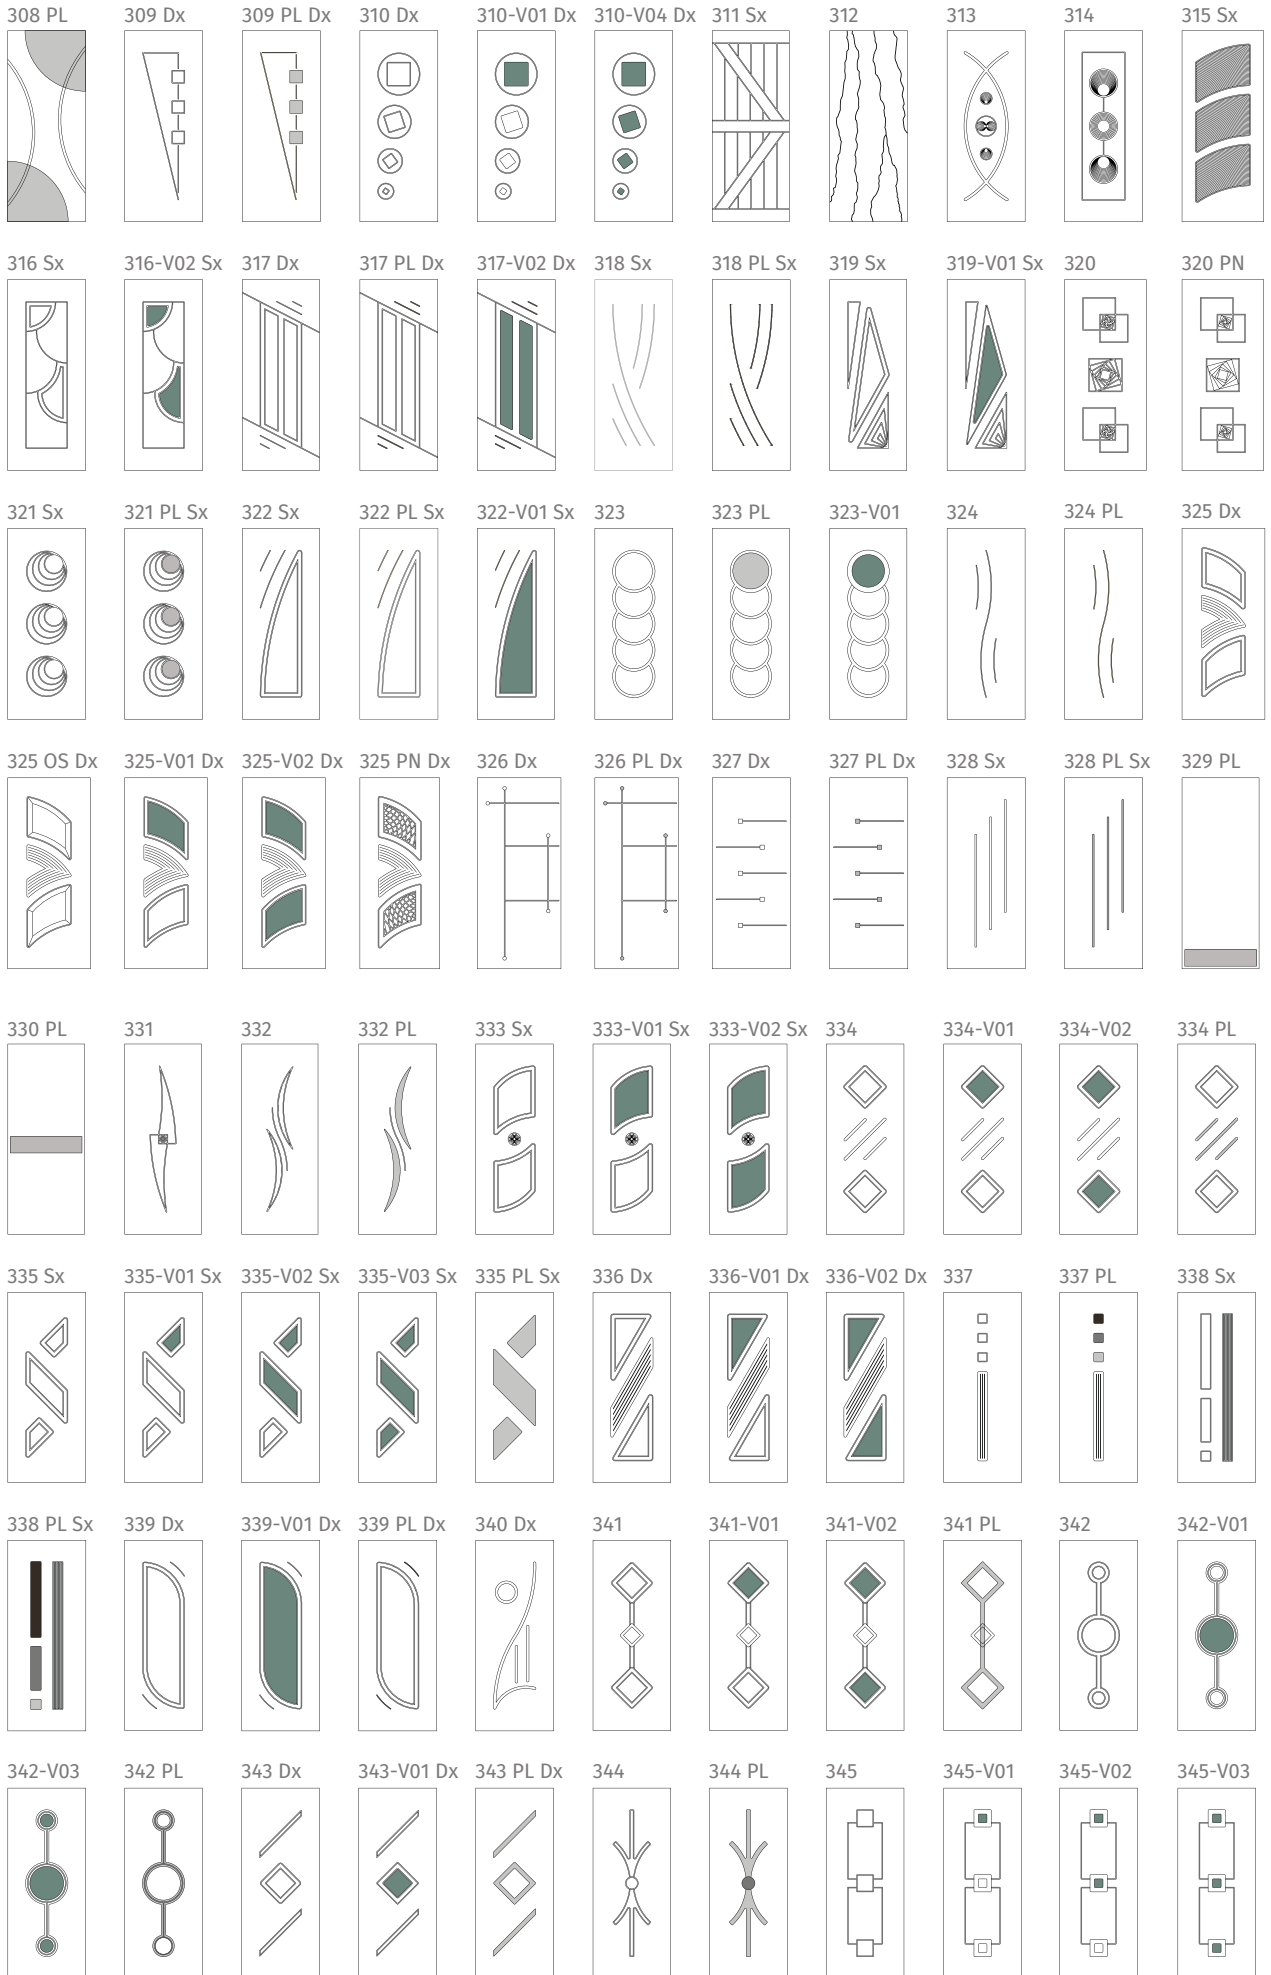 308 PL 309 Dx 309 PL Dx 310 Dx 310-V01 Dx 310-V04 Dx 311 Sx 312 313 314 315 Sx
316 Sx 316-V02 Sx 317 Dx 317 PL Dx 317-V02 Dx 318 Sx 318 PL Sx 319 Sx 319-V01 Sx 320 320 PN
321 Sx 321 PL Sx 322 Sx 322 PL Sx 322-V01 Sx 323 323 PL 323-V01 324 324 PL 325 Dx
325 OS Dx 325-V01 Dx 325-V02 Dx 325 PN Dx 326 Dx 326 PL Dx 327 Dx 327 PL Dx 328 Sx 328 PL Sx 329 PL
330 PL 331 332 332 PL 333 Sx 333-V01 Sx 333-V02 Sx 334 334-V01 334-V02 334 PL
335 Sx 335-V01 Sx 335-V02 Sx 335-V03 Sx 335 PL Sx 336 Dx 336-V01 Dx 336-V02 Dx 337 337 PL 338 Sx
338 PL Sx 339 Dx 339-V01 Dx 339 PL Dx 340 Dx 341 341-V01 341-V02 341 PL 342 342-V01
342-V03 342 PL 343 Dx 343-V01 Dx 343 PL Dx 344 344 PL 345 345-V01 345-V02 345-V03